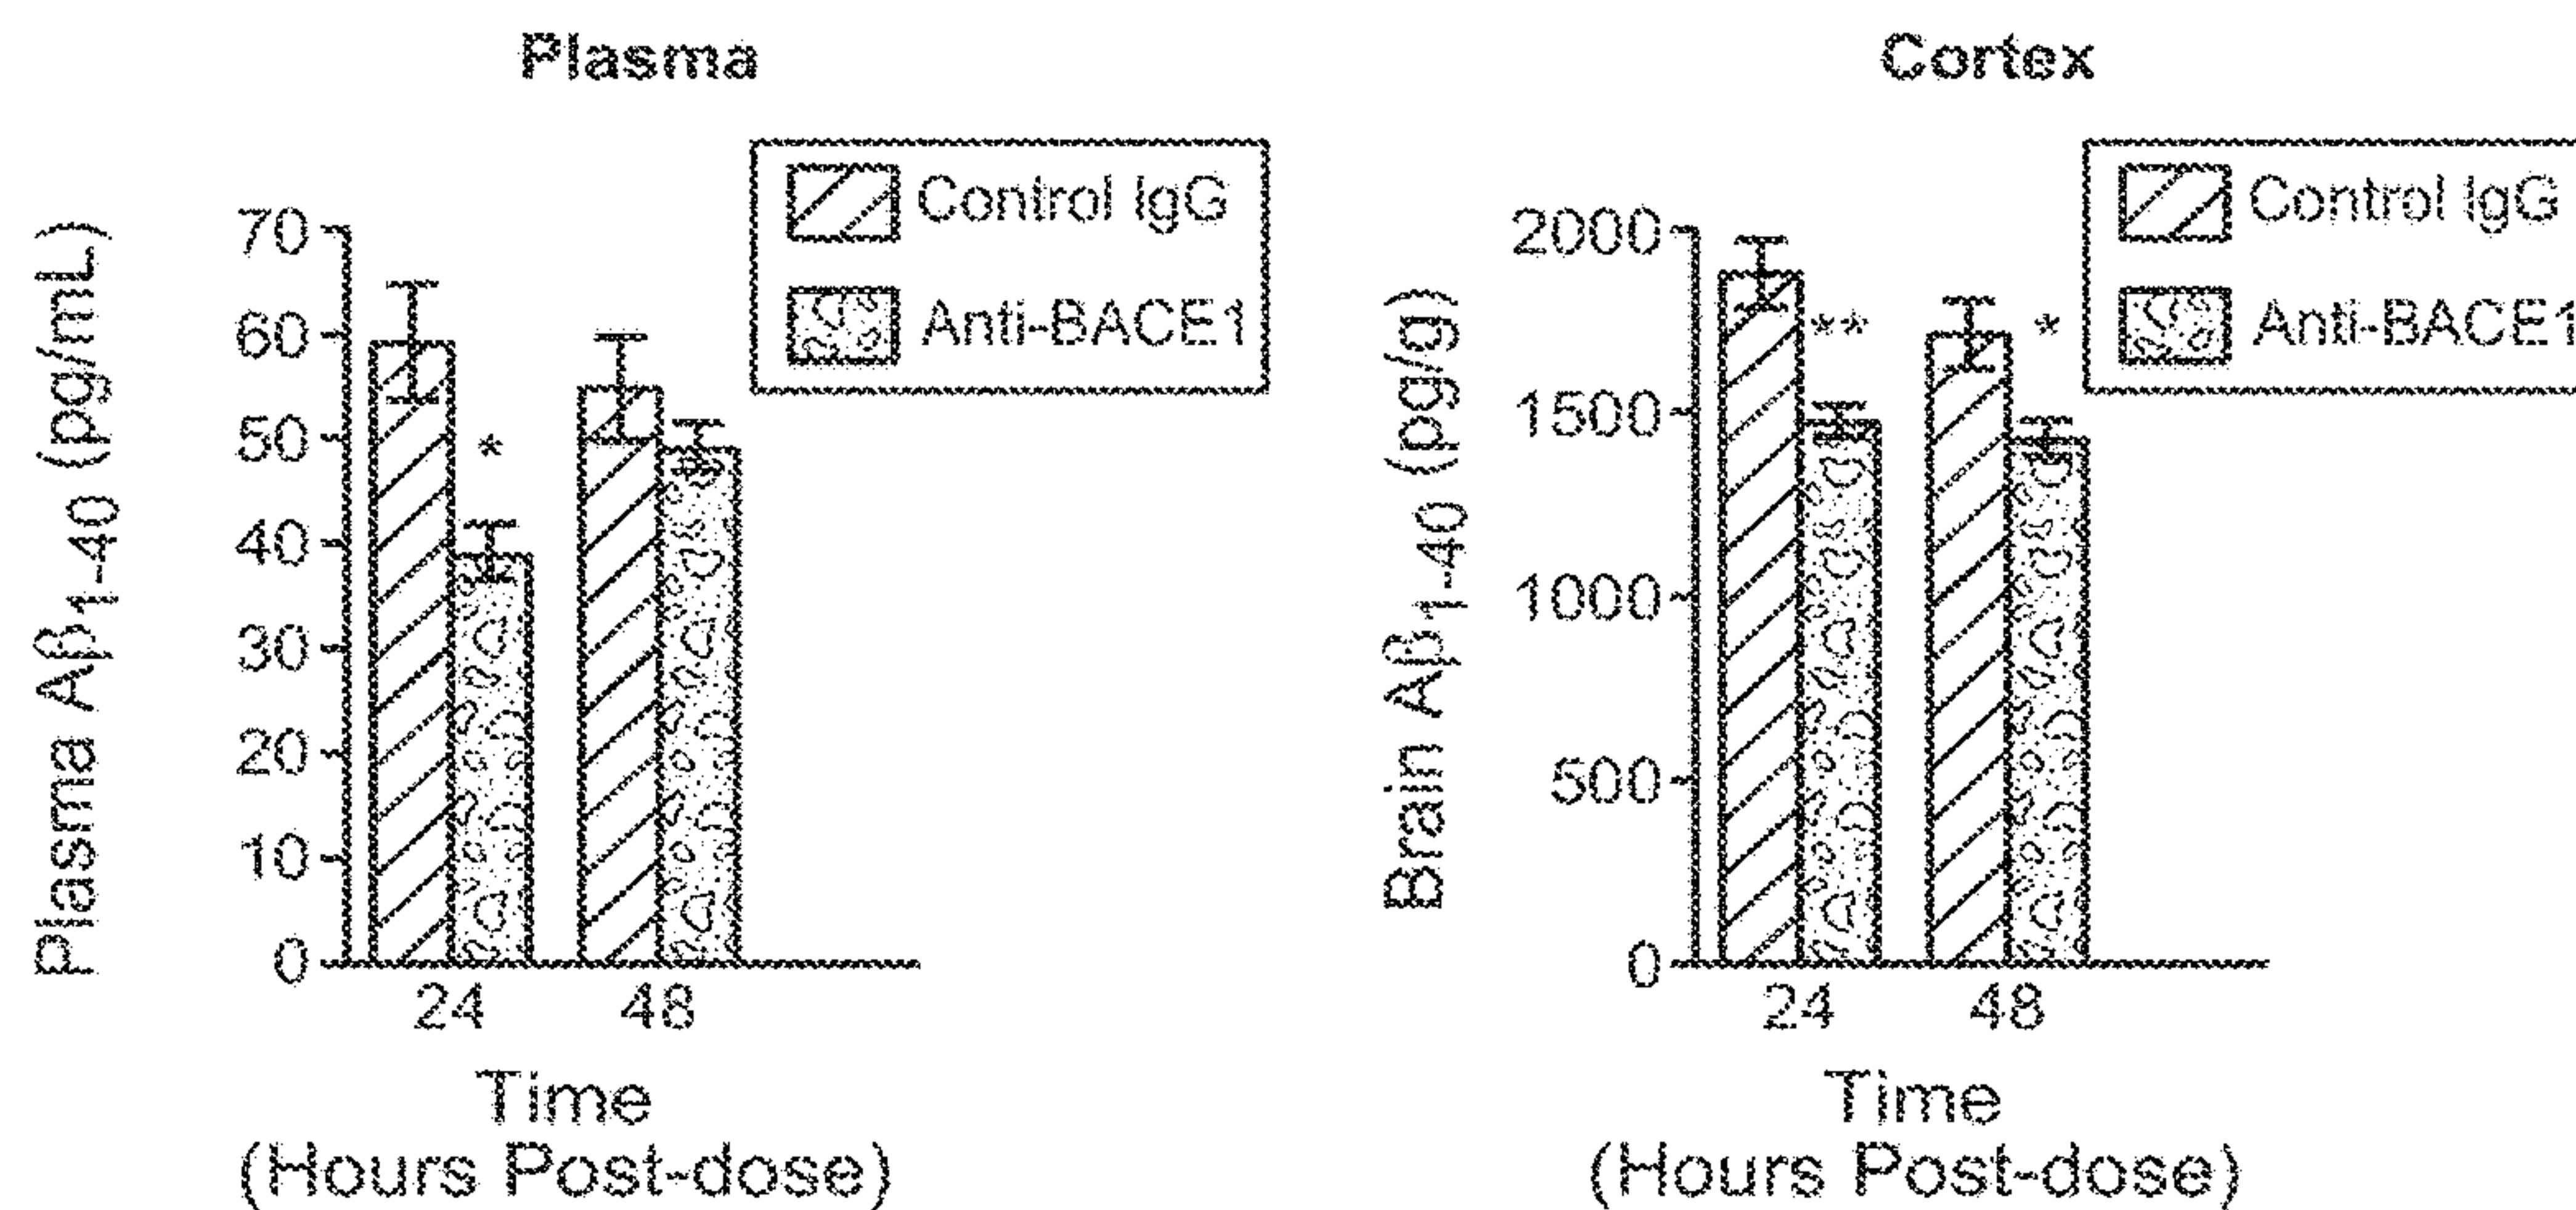 Plasma
Control IgG
Anti-BACE1
Plasma Aβ1-40 (pg/mL)
70
60
50
*
40
30
20
10
0
24 48
Time
(Hours Post-dose)
Cortex
Control IgG
Anti-BACE1
Brain Aβ1-40 (pg/g)
2000
** *
1500
1000
500
0
24 48
Time
(Hours Post-dose)